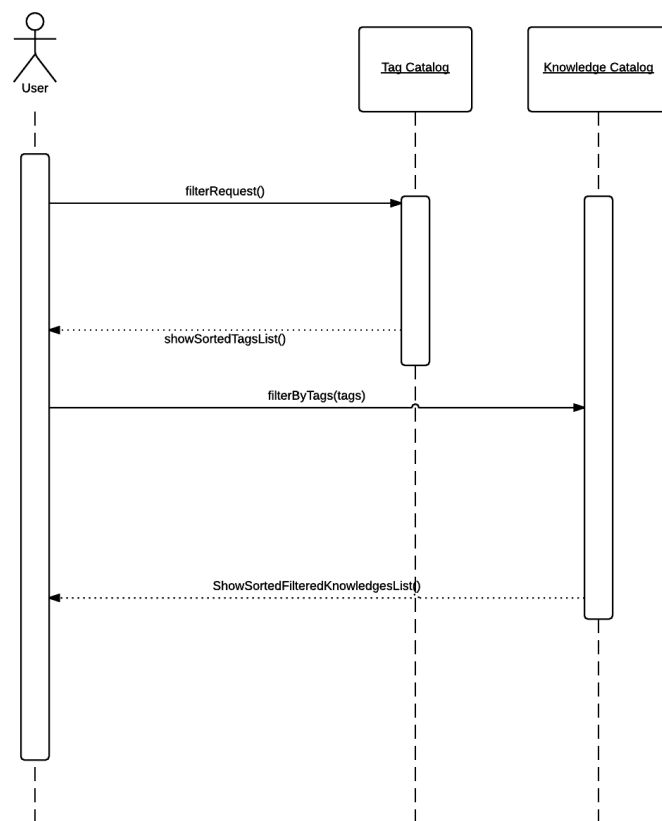 Tag Catalog
Knowledge Catalog
User
filterRequest()
showSortedTagsList()
filterByTags(tags)
ShowSortedFilteredKnowledgesList()